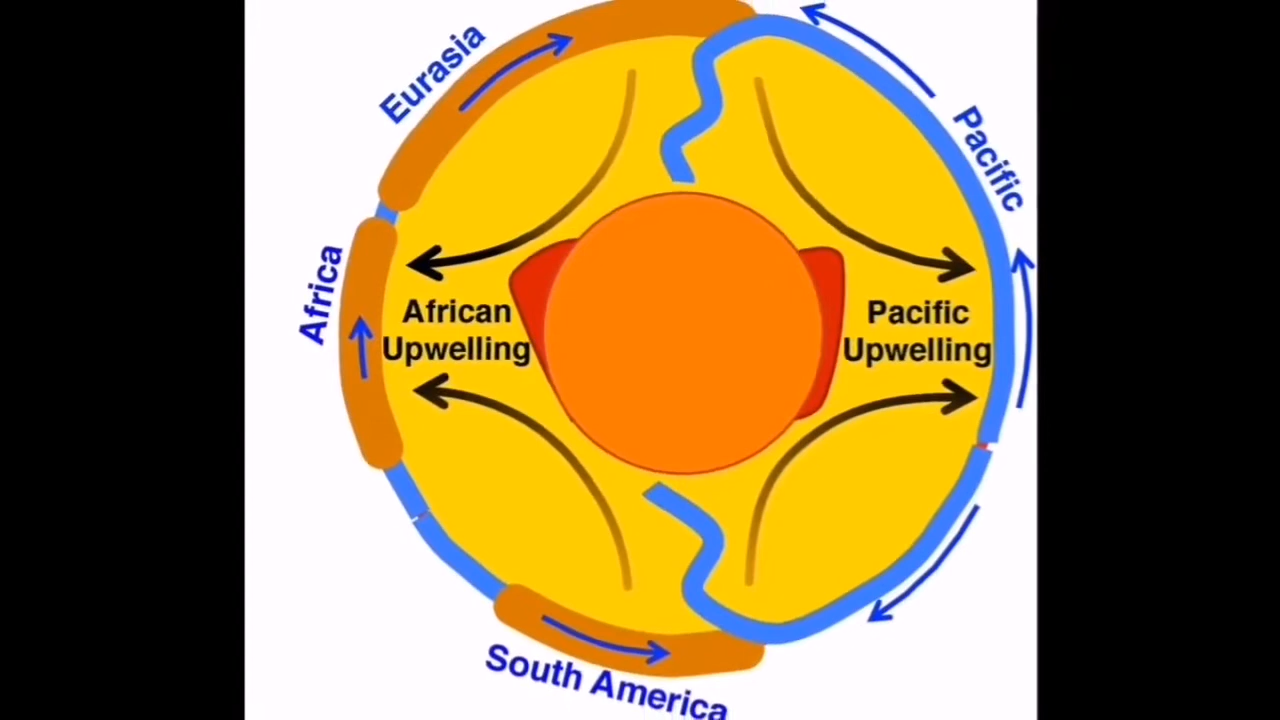 Eurasia
Pacific
Africa
African
Upwelling
Pacific
Upwelling
South America